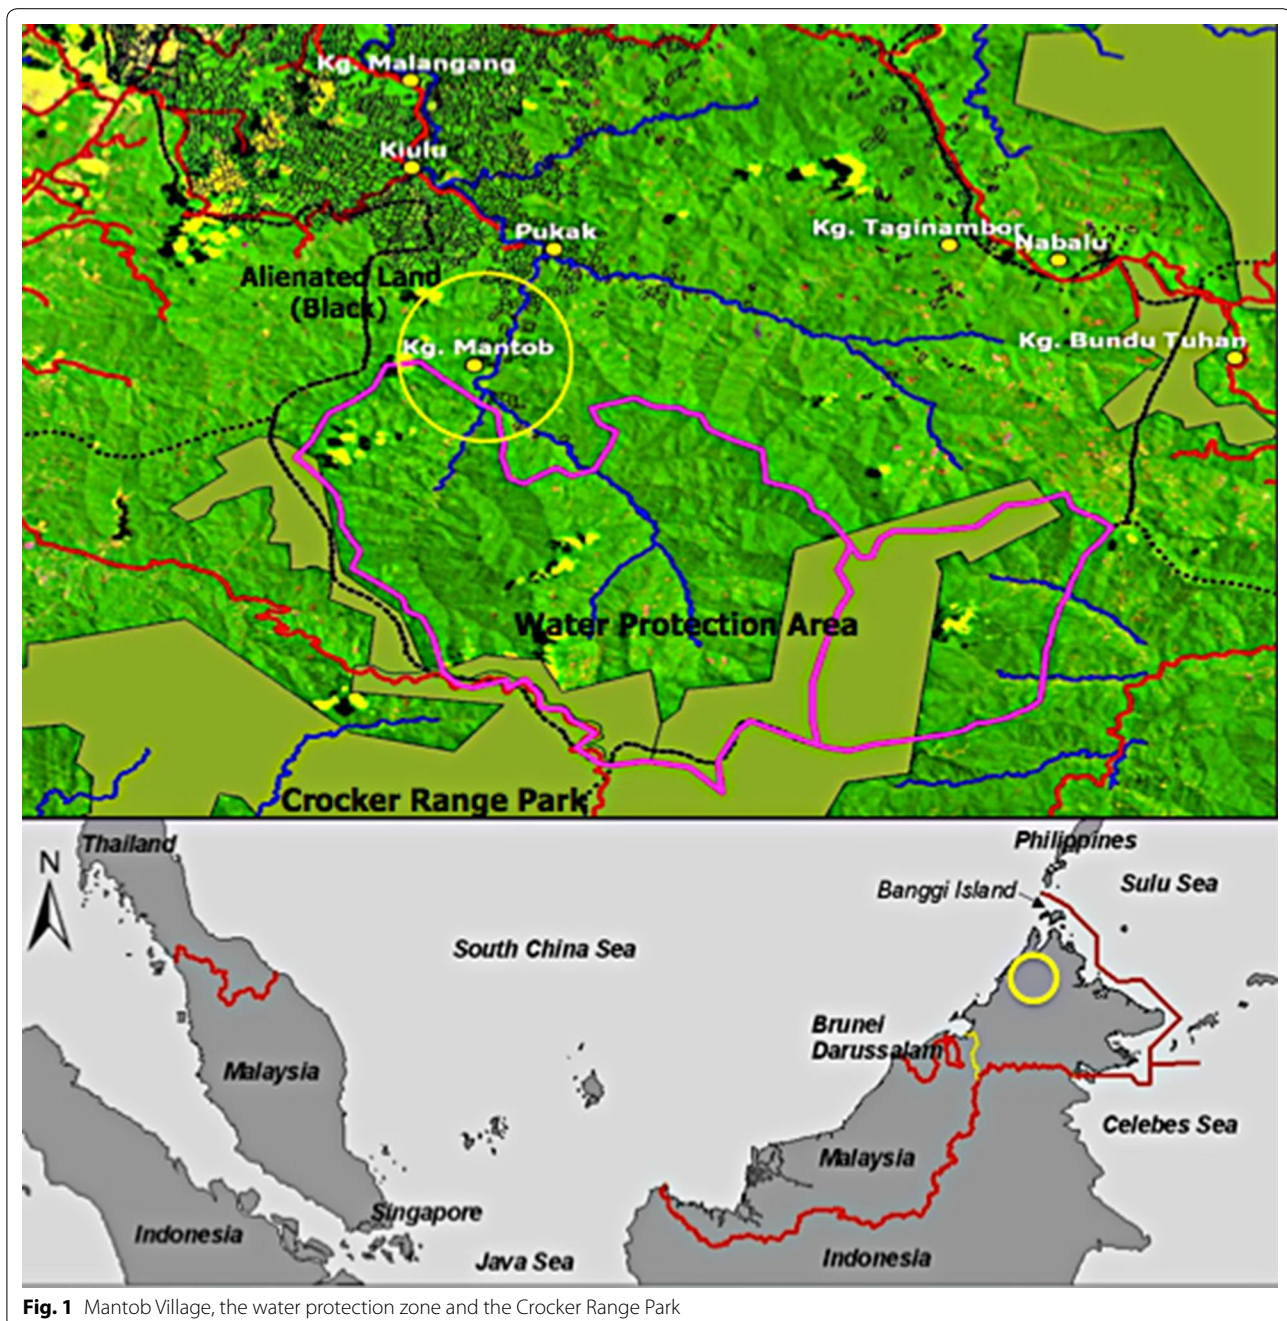 Kg. Malangang
Kiulu
Pukak
Kg. Taginambor
Nabalu
Alienated Land
(Black)
Kg. Mantob
Kg. Bundu Tuhan
Water Protection Area
Crocker Range Park
Thailand
Philippines
N
Banggi Island
Sulu Sea
South China Sea
Brunei
Darussalam
Malaysia
Celebes Sea
Malaysia
Singapore
Indonesia
Java Sea
Indonesia
Fig. 1 Mantob Village, the water protection zone and the Crocker Range Park